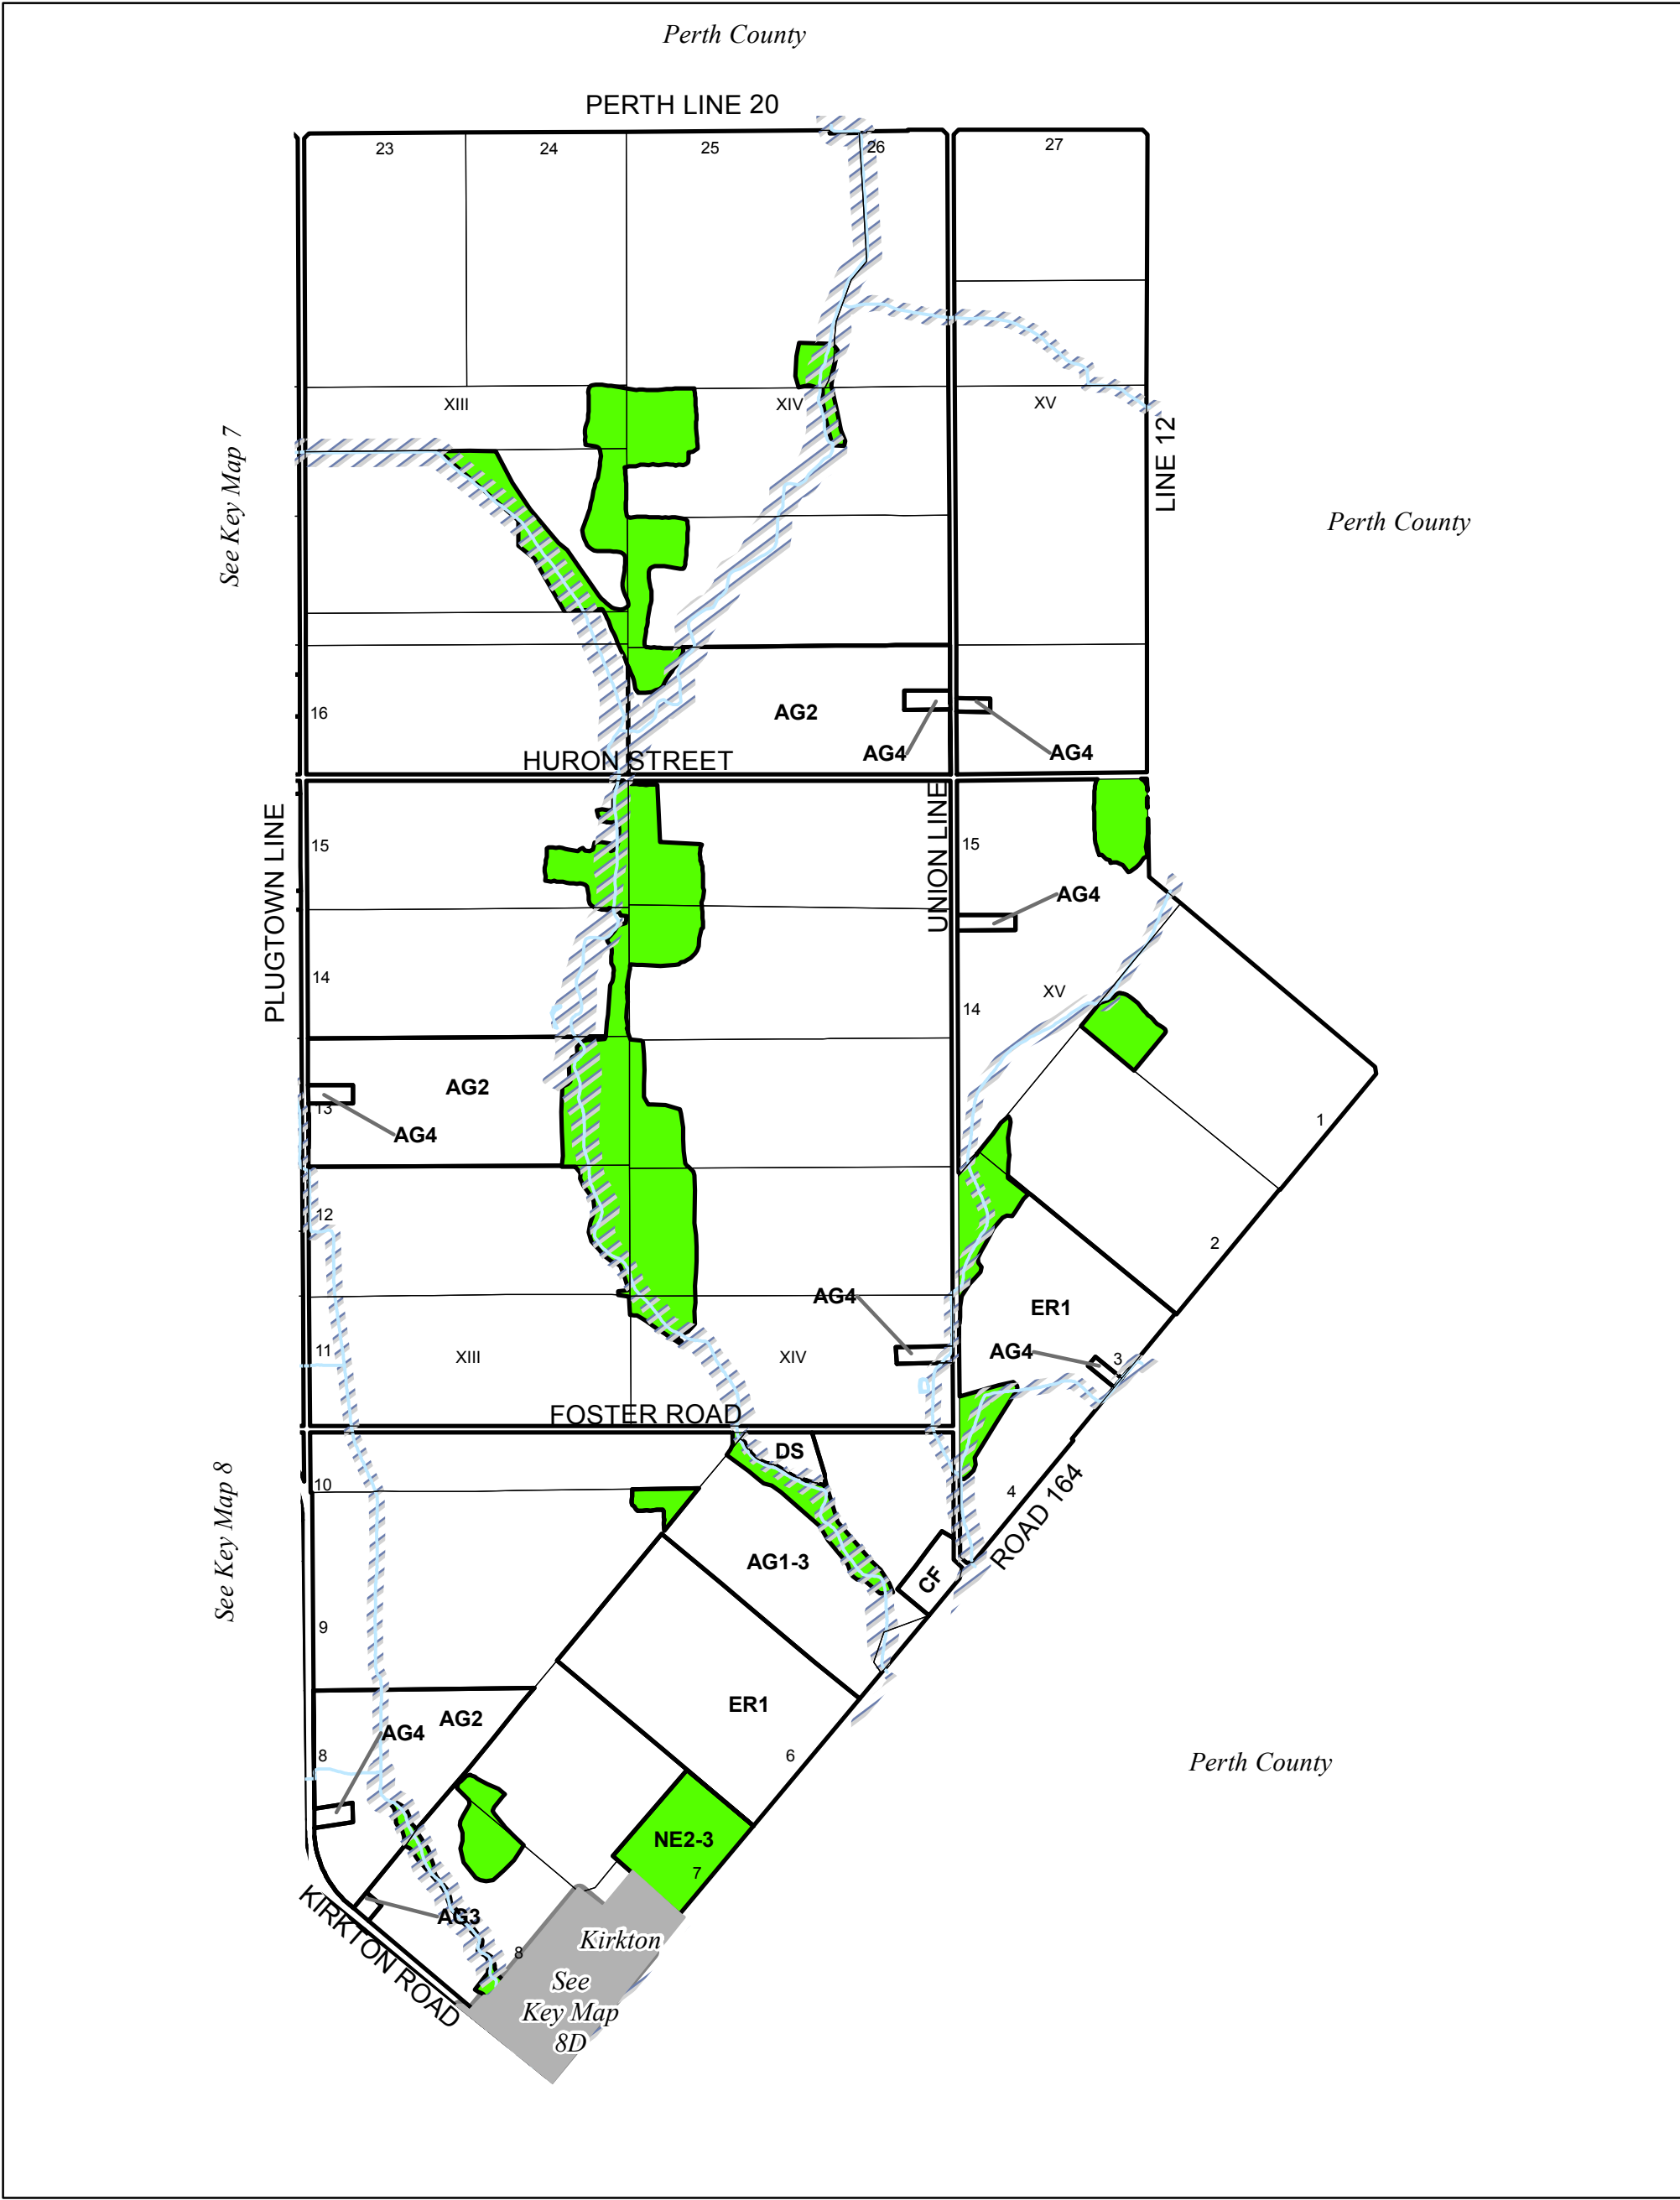 Perth County
PERTH LINE 20
23
24
25
26
27
XIII
XIV
XV
See Key Map 7
LINE 12
Perth County
16
AG2
AG4
AG4
HURON STREET
PLUGTOWN LINE
UNION LINE
15
15
AG4
14
XV
14
AG2
13
AG4
1
12
2
AG4
ER1
11
XIII
XIV
AG4
3
FOSTER ROAD
DS
See Key Map 8
10
4
ROAD 164
AG1-3
CF
9
ER1
AG2
AG4
8
6
Perth County
NE2-3
7
AG3
KIRKTON ROAD
8
Kirkton
See
Key Map
8D